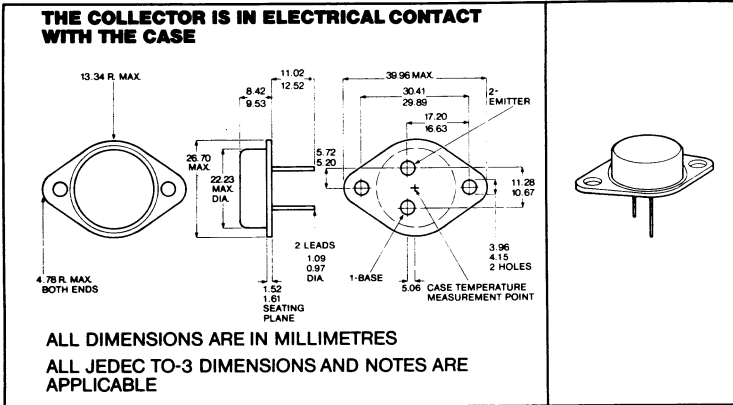 THE COLLECTOR IS IN ELECTRICAL CONTACT
WITH THE CASE
13.34 R. MAX.
8.42
9.53
11.02
12.52
39.96 MAX.
30.41
29.89
2-
EMITTER
17.20
16.63
26.70
MAX.
22.23
MAX.
DIA.
5.72
5.20
11.28
10.67
2 LEADS
1.09
0.97
DIA.
3.96
4.15
2 HOLES
4.78 R. MAX.
BOTH ENDS
1.52
1.61
SEATING
PLANE
1-BASE
5.06
CASE TEMPERATURE
MEASUREMENT POINT
ALL DIMENSIONS ARE IN MILLIMETRES
ALL JEDEC TO-3 DIMENSIONS AND NOTES ARE
APPLICABLE